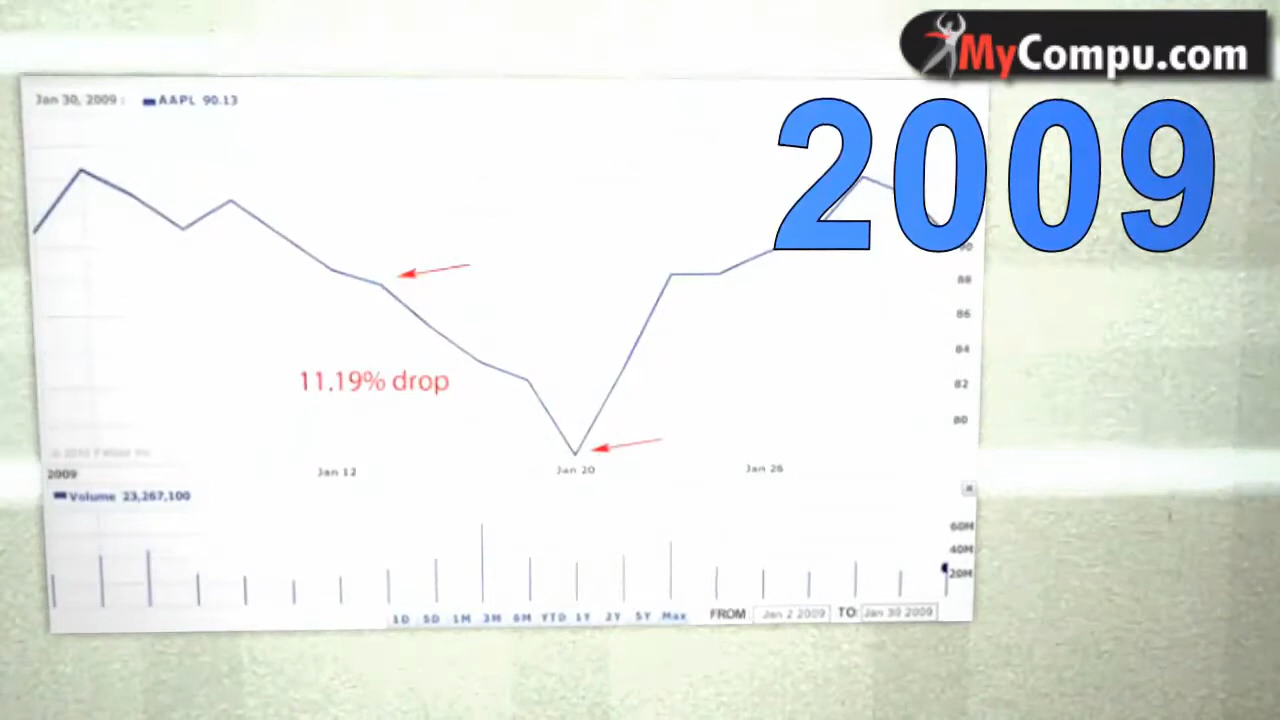 MyCompu.com
2009
Jan 30, 2009 : AAPL 90.13
90
88
86
84
82
80
11.19% drop
Jan 12 Jan 20 Jan 26
2009
Volume 23,267,100
60M
40M
20M
1D 5D 1M 3M 6M YTD 1Y 2Y 5Y Max FROM Jan 2 2009 TO: Jan 30 2009